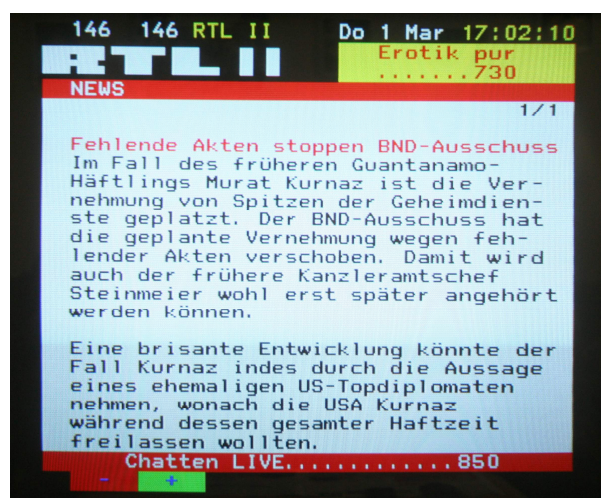 146 146 RTL II Do 1 Mar 17:02:10
RTL II
Erotik pur
.......730
NEWS
1/1
Fehlende Akten stoppen BND-Ausschuss
Im Fall des früheren Guantanamo-
Häftlings Murat Kurnaz ist die Ver-
nehmung von Spitzen der Geheimdien-
ste geplatzt. Der BND-Ausschuss hat
die geplante Vernehmung wegen feh-
lender Akten verschoben. Damit wird
auch der frühere Kanzleramtschef
Steinmeier wohl erst später angehört
werden können.
Eine brisante Entwicklung könnte der
Fall Kurnaz indes durch die Aussage
eines ehemaligen US-Topdiplomaten
nehmen, wonach die USA Kurnaz
während dessen gesamter Haftzeit
freilassen wollten.
Chatten LIVE.............850
- +